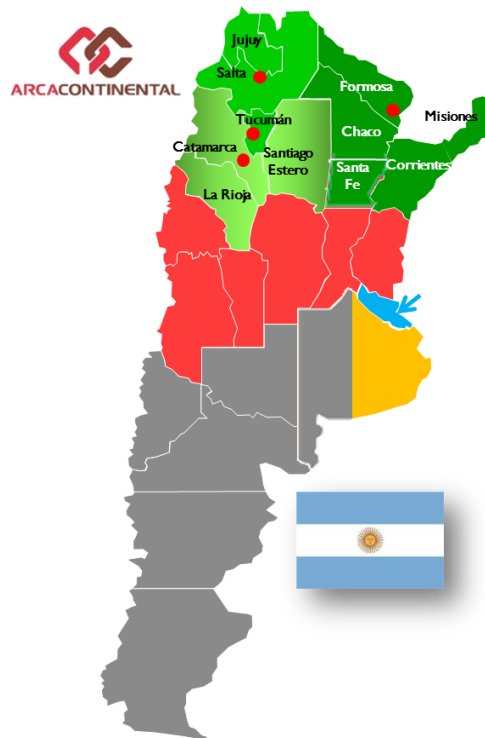 Jujuy
ARCACONTINENTAL
Salta
Formosa
Misiones
Tucumán
Chaco
Catamarca
Santiago
Estero
Santa
Fe
Corrientes
La Rioja